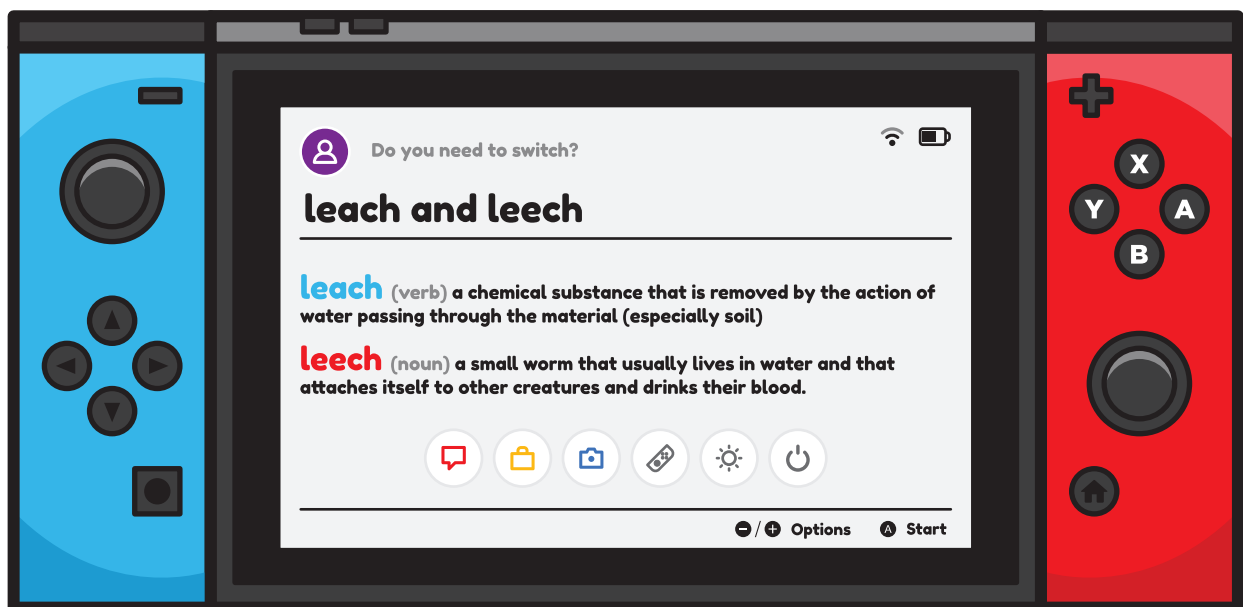 Do you need to switch?
leach and leech
leach (verb) a chemical substance that is removed by the action of
water passing through the material (especially soil)
leech (noun) a small worm that usually lives in water and that
attaches itself to other creatures and drinks their blood.
X
Y A
B
−/+ Options A Start